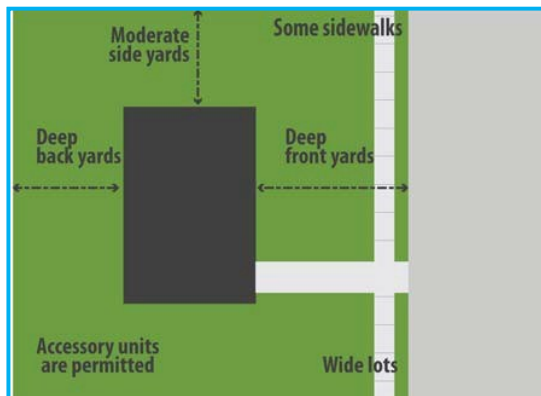 Moderate
side yards
Some sidewalks
Deep
back yards
Deep
front yards
Accessory units
are permitted
Wide lots